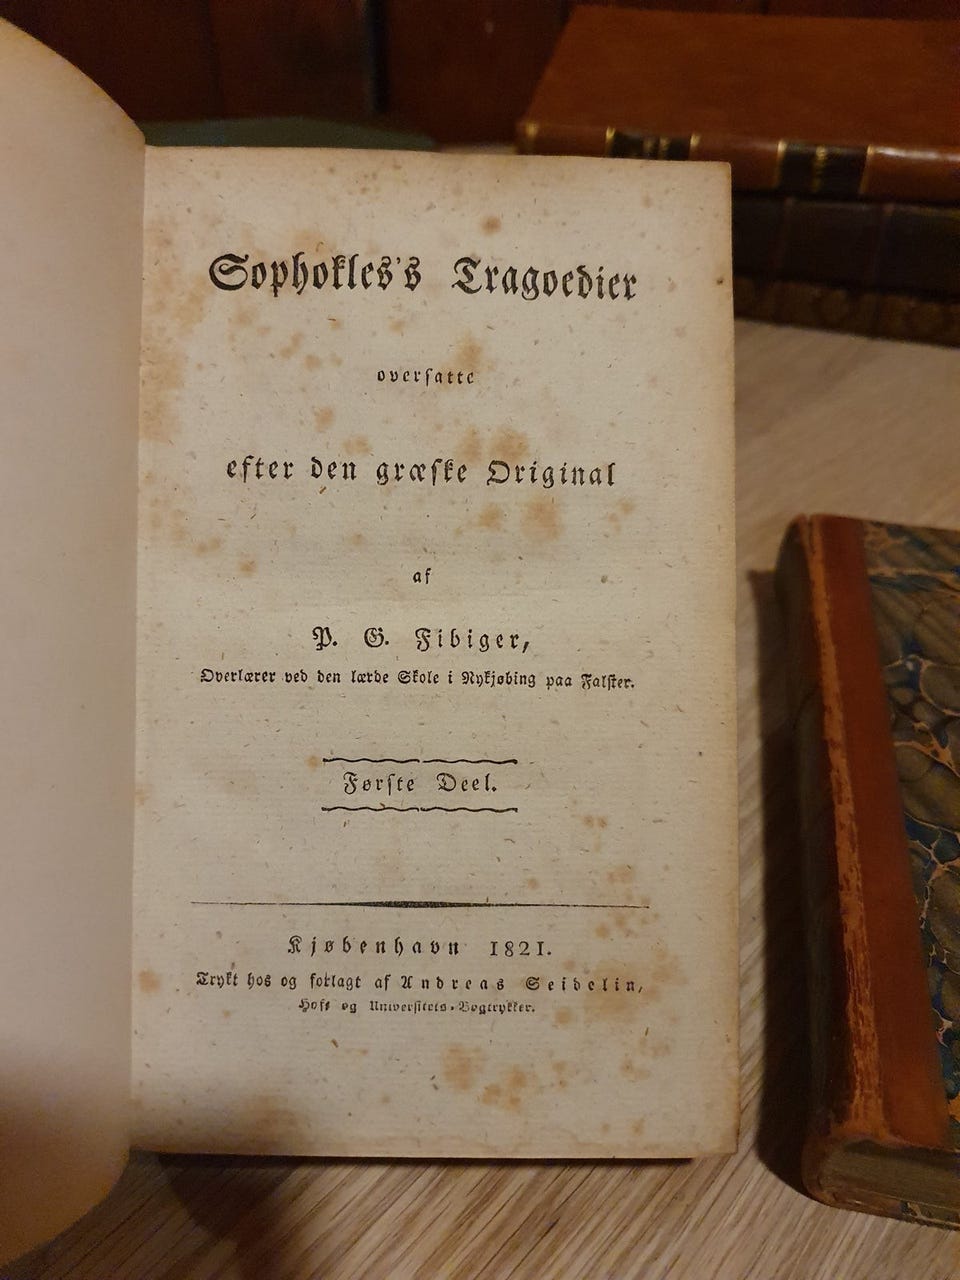 Sophokles's Tragoedier
oversatte
efter den græske Original
af
P. G. Fibiger,
Overlærer ved den lærde Skole i Nykjøbing paa Falster.
Første Deel.
Kjøbenhavn 1821.
Trykt hos og forlagt af Andreas Seidelin,
Hof- og Universitets-Bogtrykker.